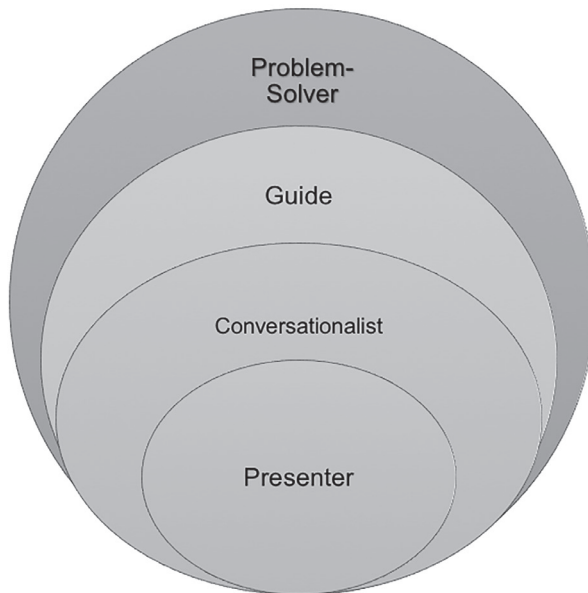 Problem-
Solver
Guide
Conversationalist
Presenter